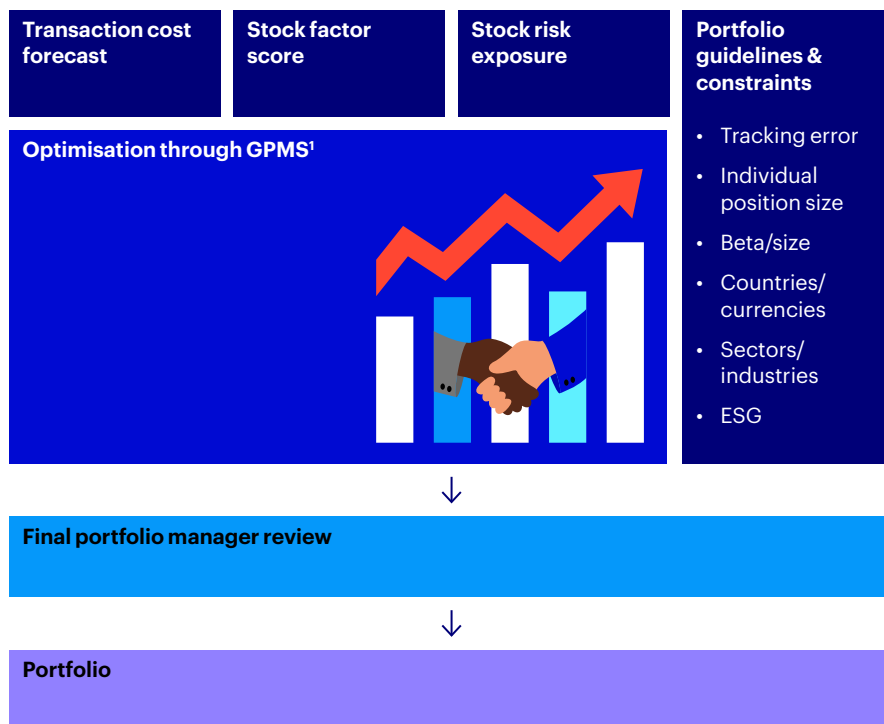 Transaction cost
forecast
Stock factor
score
Stock risk
exposure
Portfolio
guidelines &
constraints
• Tracking error
• Individual
position size
• Beta/size
• Countries/
currencies
• Sectors/
industries
• ESG
Optimisation through GPMS¹
Final portfolio manager review
Portfolio